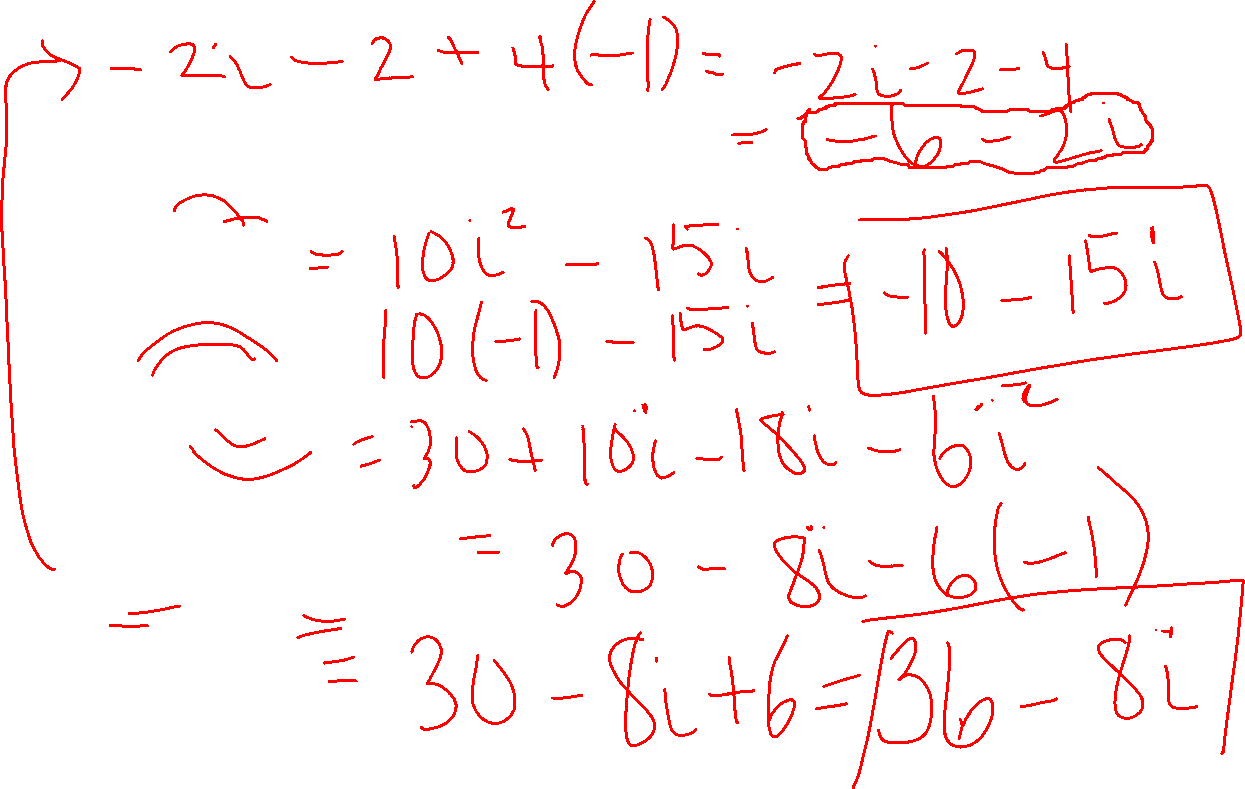 -2i - 2 + 4(-1) = -2i - 2 - 4
= -6 - 2i
= 10i² - 15i = -10 - 15i
10(-1) - 15i
= 30 + 10i - 18i - 6i²
= 30 - 8i - 6(-1)
= =
= 30 - 8i + 6 = 36 - 8i